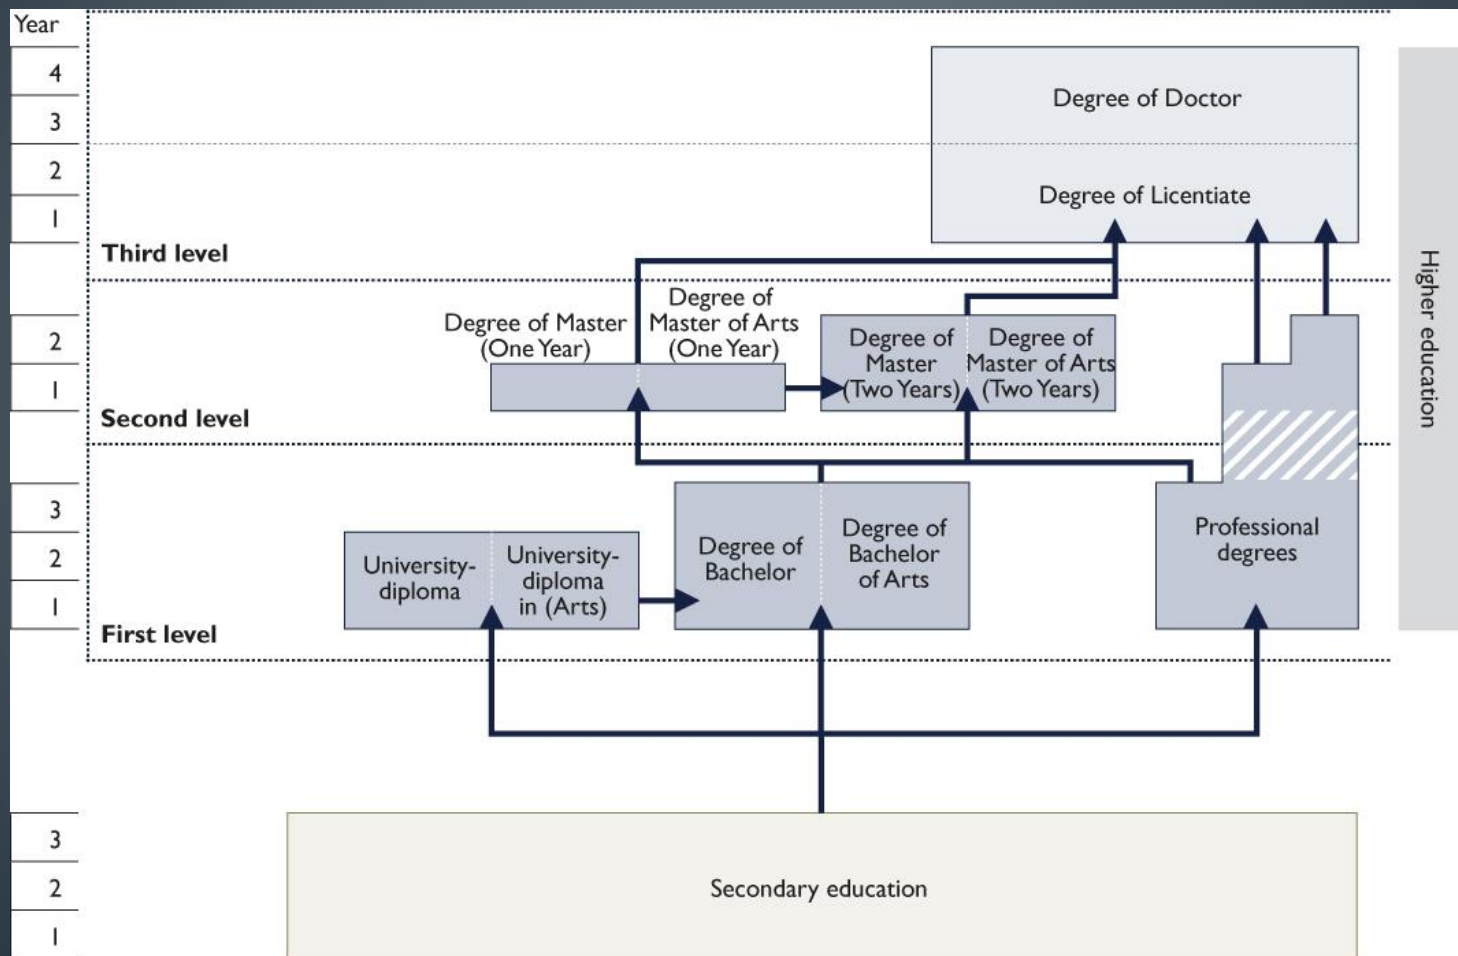 Year
4
Degree of Doctor
3
2
Degree of Licentiate
1
Third level
Degree of Master
(One Year)
Degree of
Master of Arts
(One Year)
2
Degree of
Master
(Two Years)
Degree of
Master of Arts
(Two Years)
1
Second level
Higher education
3
2
1
University-
diploma
University-
diploma
in (Arts)
Degree of
Bachelor
Degree of
Bachelor
of Arts
Professional
degrees
First level
3
2
Secondary education
1